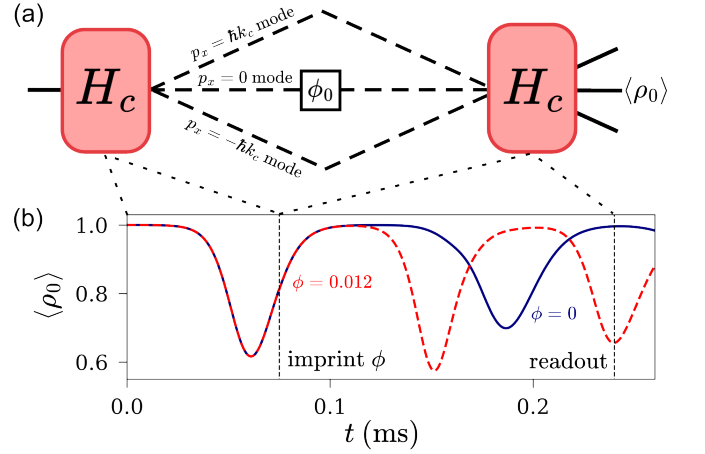 (a)
p_x = ħk_c mode
H_c
p_x = 0 mode
ϕ_0
H_c
⟨ρ_0⟩
p_x = −ħk_c mode
(b)
1.0
0.8
0.6
⟨ρ_0⟩
ϕ = 0.012
ϕ = 0
imprint ϕ
readout
0.0
0.1
0.2
t (ms)